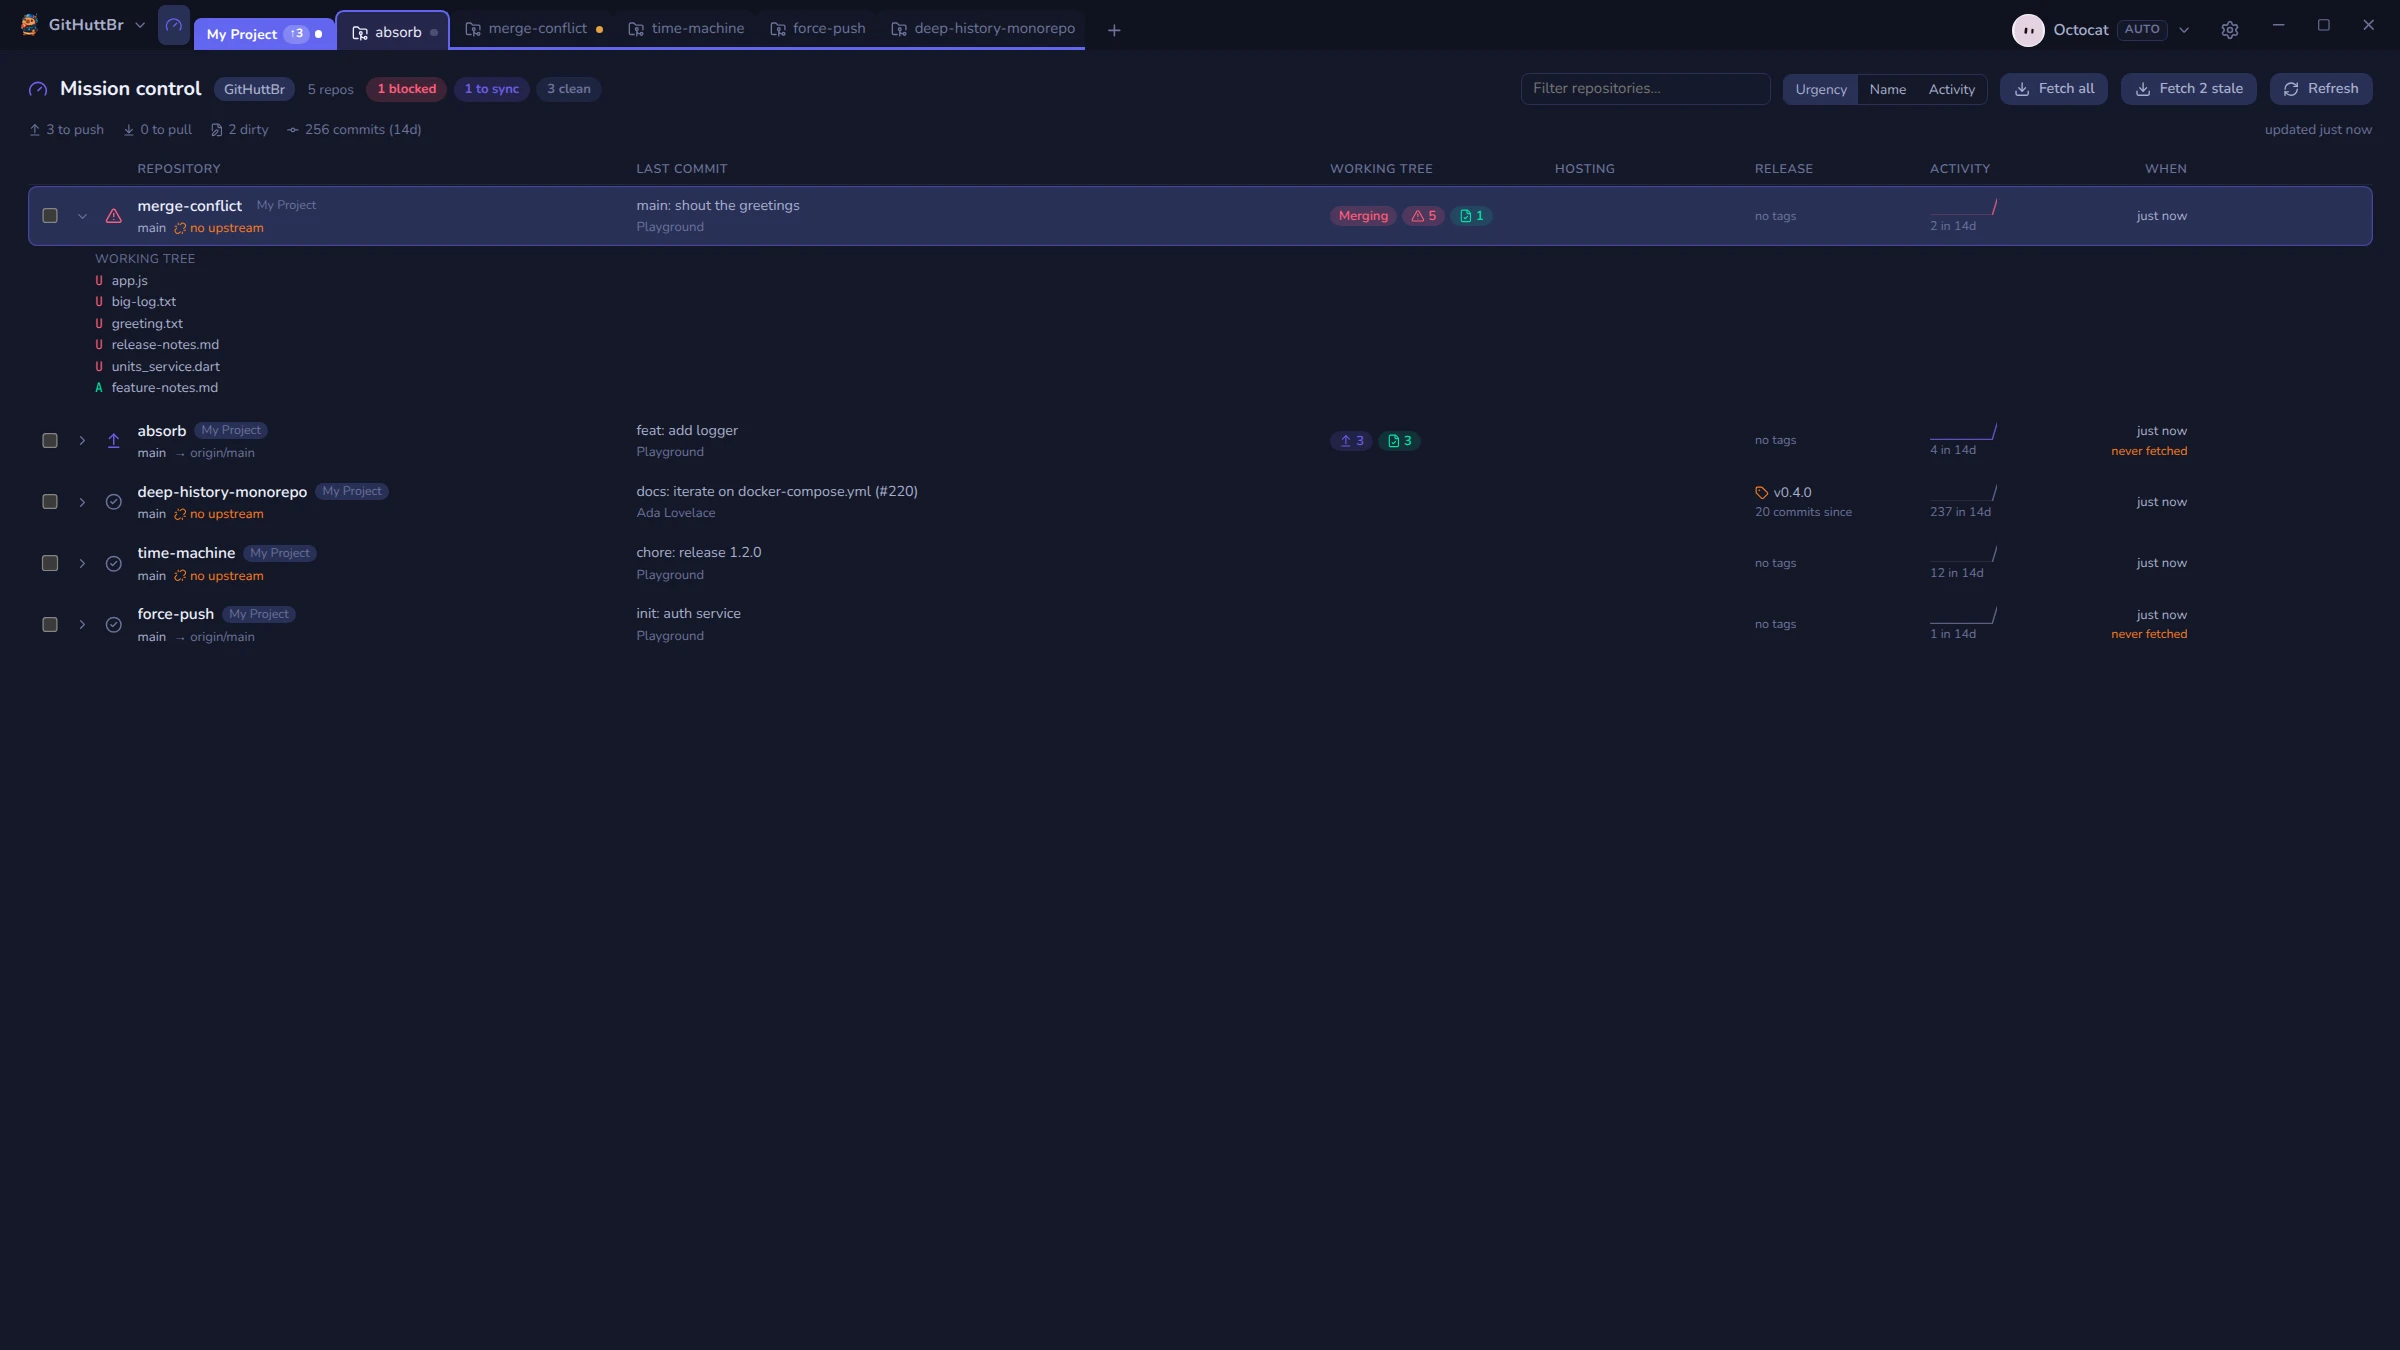 GitHuttBr
My Project ↑3
absorb
merge-conflict
time-machine
force-push
deep-history-monorepo
Octocat AUTO
Mission control GitHuttBr 5 repos 1 blocked 1 to sync 3 clean
Filter repositories...
Urgency Name Activity
Fetch all
Fetch 2 stale
Refresh
3 to push 0 to pull 2 dirty 256 commits (14d)
updated just now
REPOSITORY LAST COMMIT WORKING TREE HOSTING RELEASE ACTIVITY WHEN
merge-conflict My Project
main no upstream
main: shout the greetings
Playground
Merging 5 1
no tags
2 in 14d
just now
WORKING TREE
U app.js
U big-log.txt
U greeting.txt
U release-notes.md
U units_service.dart
A feature-notes.md
absorb My Project
main → origin/main
feat: add logger
Playground
↑ 3 3
no tags
4 in 14d
just now
never fetched
deep-history-monorepo My Project
main no upstream
docs: iterate on docker-compose.yml (#220)
Ada Lovelace
v0.4.0
20 commits since
237 in 14d
just now
time-machine My Project
main no upstream
chore: release 1.2.0
Playground
no tags
12 in 14d
just now
force-push My Project
main → origin/main
init: auth service
Playground
no tags
1 in 14d
just now
never fetched